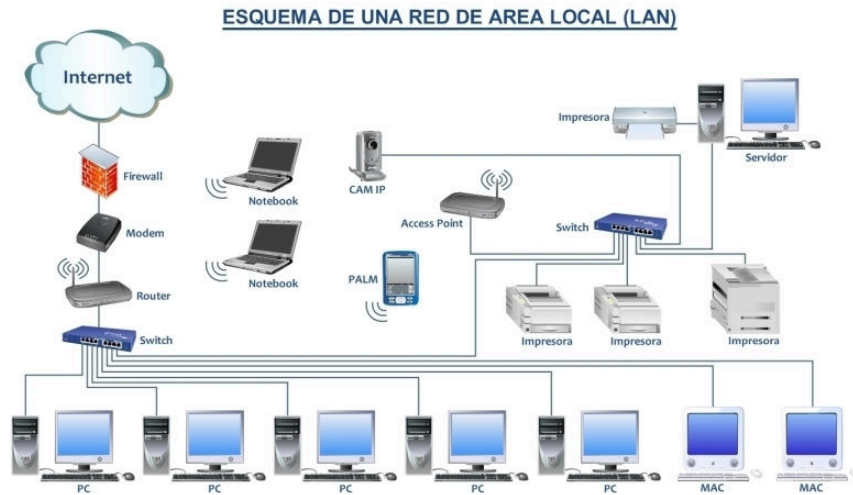 ESQUEMA DE UNA RED DE AREA LOCAL (LAN)
Internet
Impresora
Servidor
Firewall
Notebook
CAM IP
Access Point
Switch
Modem
Notebook
PALM
Router
Switch
Impresora
Impresora
Impresora
PC
PC
PC
PC
PC
MAC
MAC